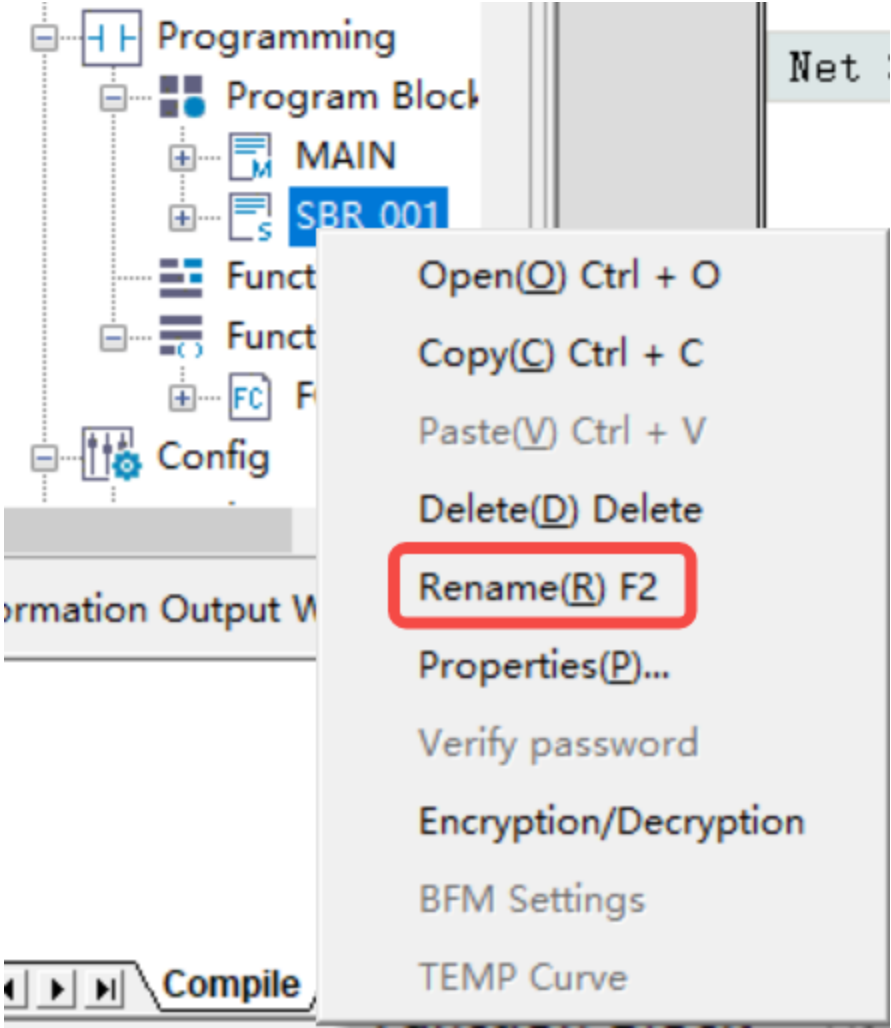 Programming
Net
Program Block
MAIN
SBR_001
Funct
Funct
FC
Config
Open(O) Ctrl + O
Copy(C) Ctrl + C
Paste(V) Ctrl + V
Delete(D) Delete
Rename(R) F2
Properties(P)...
Verify password
Encryption/Decryption
BFM Settings
TEMP Curve
ormation Output W
Compile